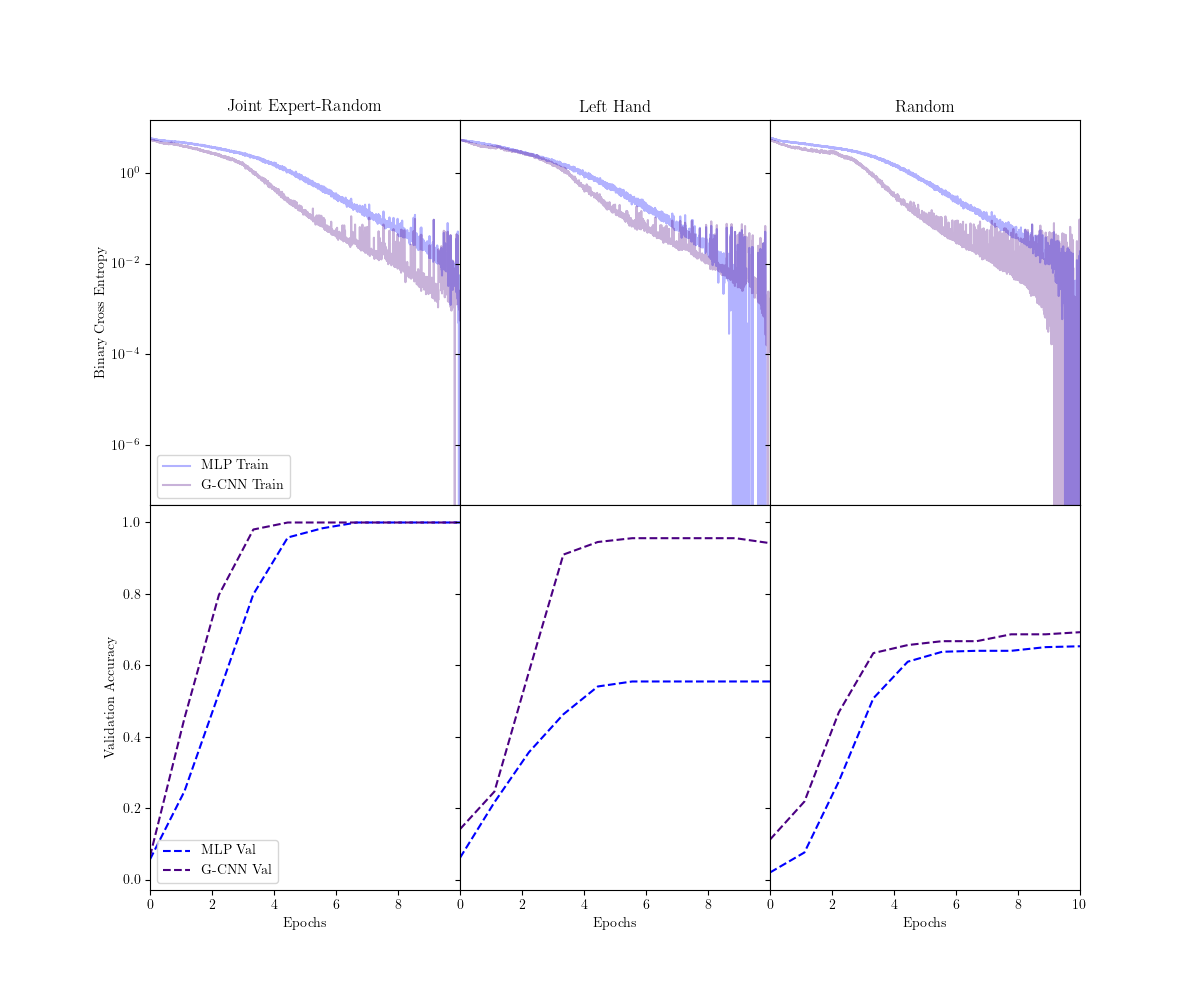 Joint Expert-Random Left Hand Random
Binary Cross Entropy
10^0
10^-2
10^-4
10^-6
MLP Train
G-CNN Train
Validation Accuracy
1.0
0.8
0.6
0.4
0.2
0.0
MLP Val
G-CNN Val
0 2 4 6 8 0 2 4 6 8 0 2 4 6 8 10
Epochs Epochs Epochs